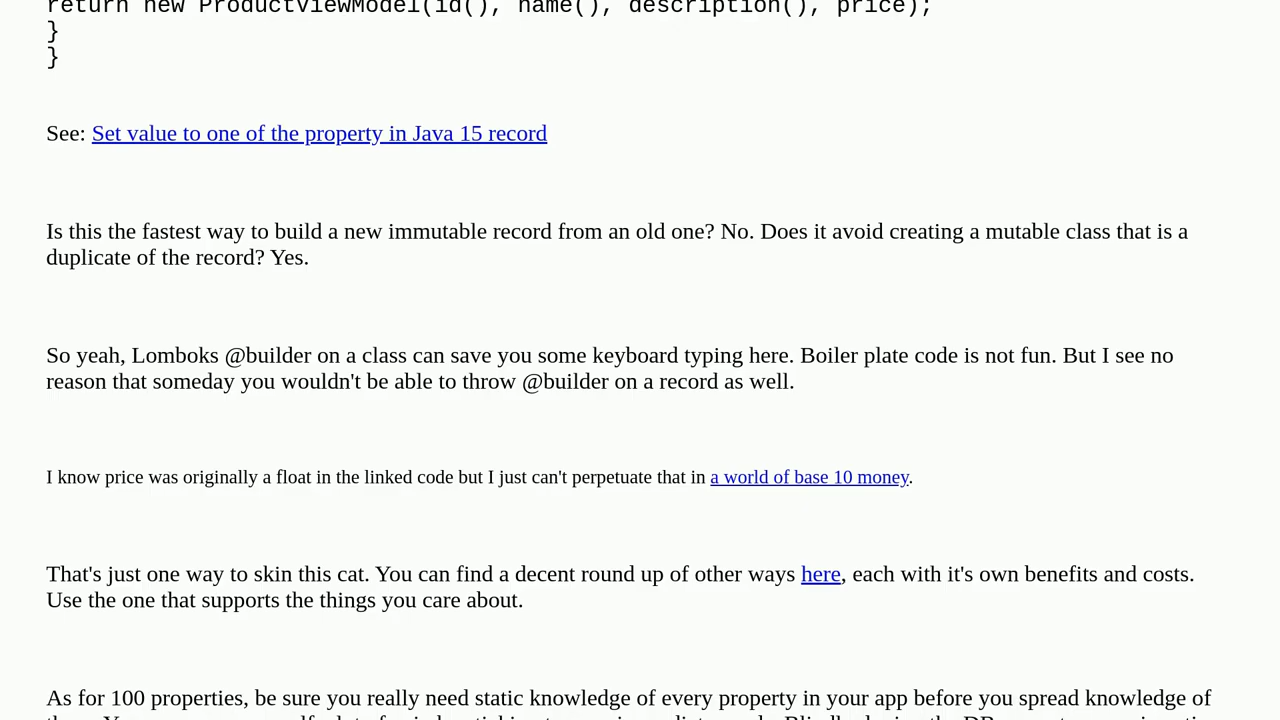 return new ProductViewModel(id(), name(), description(), price);
}
}
See: Set value to one of the property in Java 15 record
Is this the fastest way to build a new immutable record from an old one? No. Does it avoid creating a mutable class that is a
duplicate of the record? Yes.
So yeah, Lomboks @builder on a class can save you some keyboard typing here. Boiler plate code is not fun. But I see no
reason that someday you wouldn't be able to throw @builder on a record as well.
I know price was originally a float in the linked code but I just can't perpetuate that in a world of base 10 money.
That's just one way to skin this cat. You can find a decent round up of other ways here, each with it's own benefits and costs.
Use the one that supports the things you care about.
As for 100 properties, be sure you really need static knowledge of every property in your app before you spread knowledge of